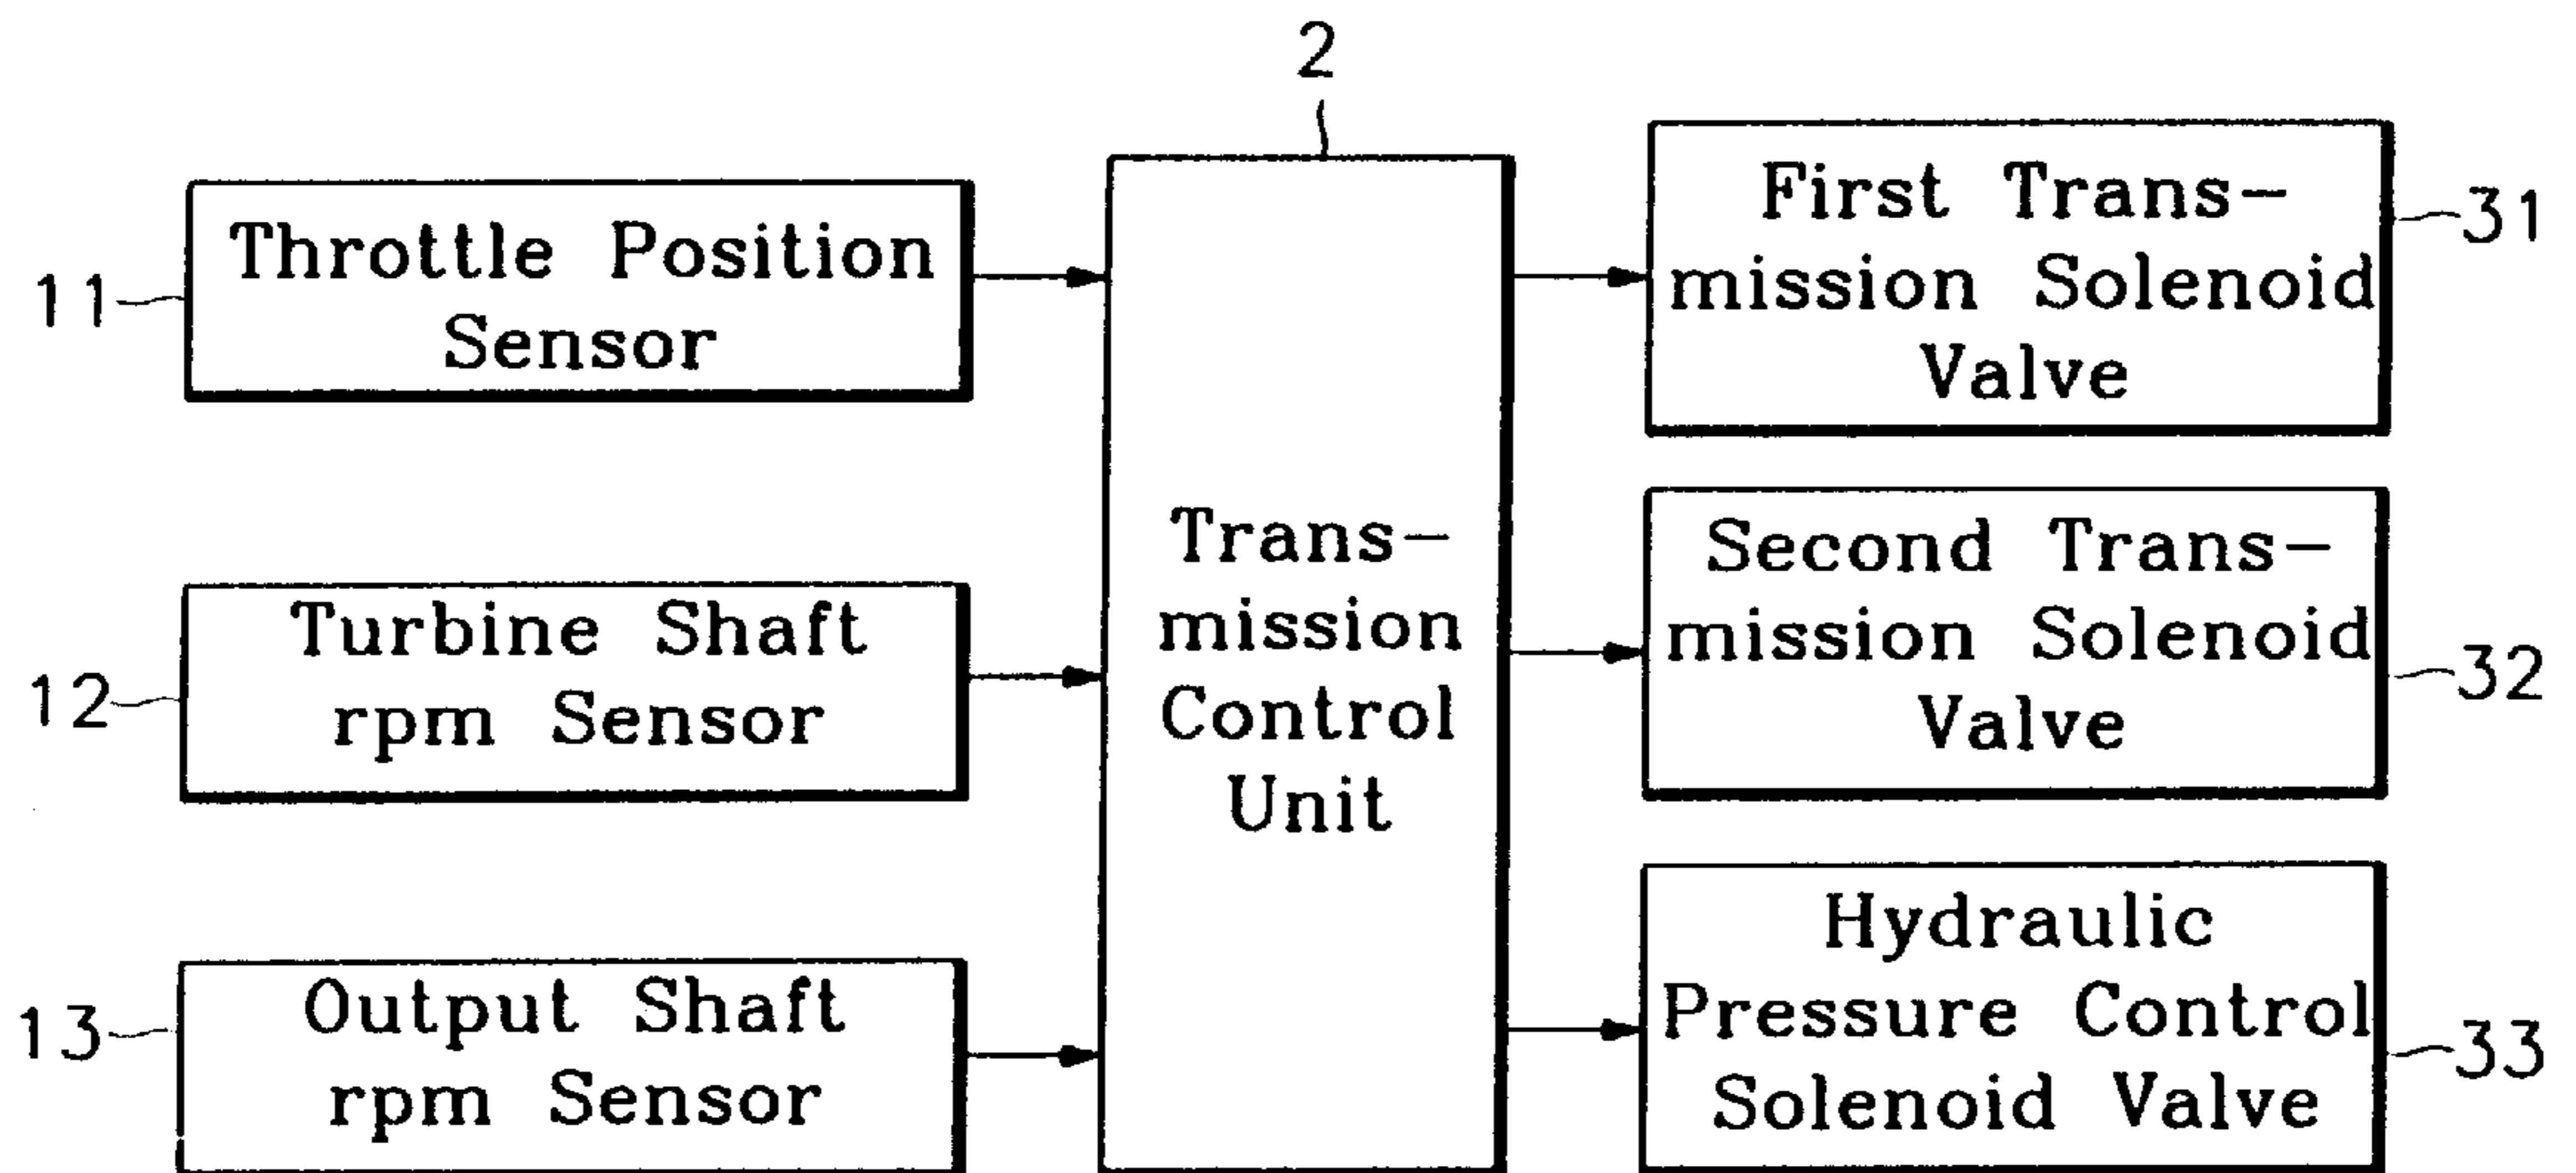 2
11
Throttle Position
Sensor
12
Turbine Shaft
rpm Sensor
13
Output Shaft
rpm Sensor
Trans-
mission
Control
Unit
First Trans-
mission Solenoid
Valve
31
Second Trans-
mission Solenoid
Valve
32
Hydraulic
Pressure Control
Solenoid Valve
33